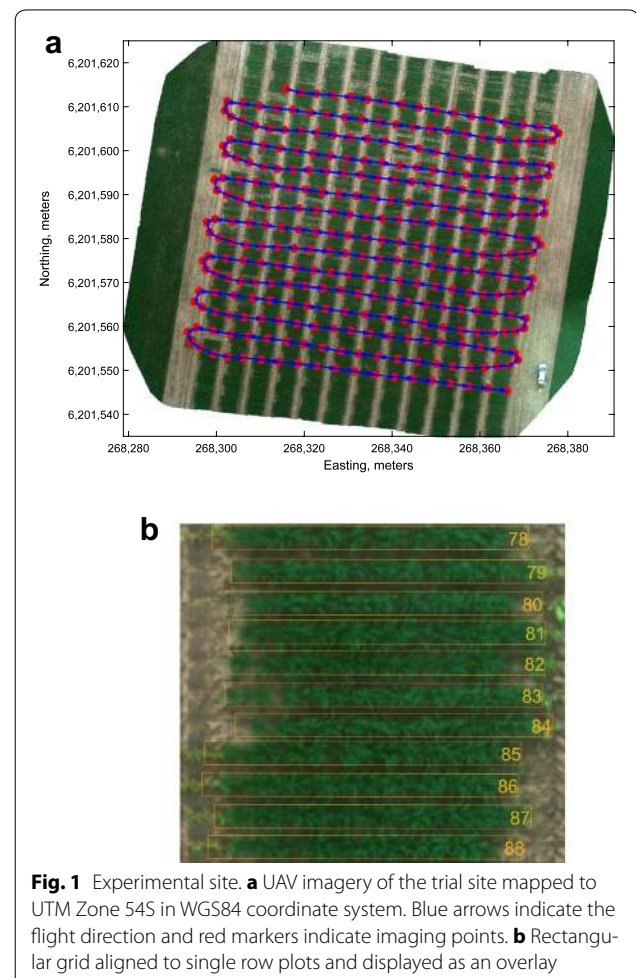 a
6,201,620
6,201,610
6,201,600
6,201,590
6,201,580
6,201,570
6,201,560
6,201,550
6,201,540
Northing, meters
268,280 268,300 268,320 268,340 268,360 268,380
Easting, meters
b
78
79
80
81
82
83
84
85
86
87
88
Fig. 1 Experimental site. a UAV imagery of the trial site mapped to
UTM Zone 54S in WGS84 coordinate system. Blue arrows indicate the
flight direction and red markers indicate imaging points. b Rectangu-
lar grid aligned to single row plots and displayed as an overlay